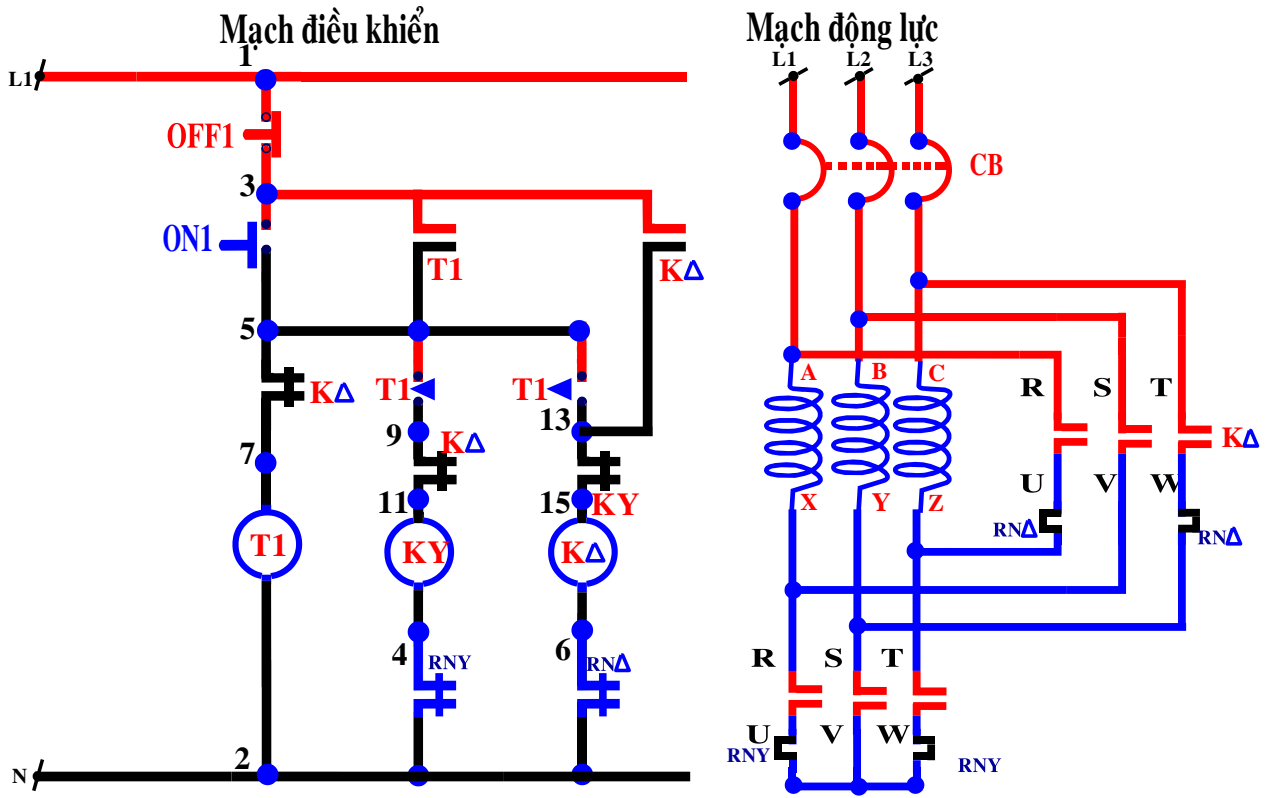 Mạch điều khiển
1
L1
OFF1
3
ON1
T1
KΔ
5
KΔ
T1
T1
9
13
KΔ
7
11
15
KY
T1
KY
KΔ
4
RNY
6
RNΔ
2
N
Mạch động lực
L1
L2
L3
CB
A
B
C
R
S
T
KΔ
X
Y
Z
U
V
W
RNΔ
RNΔ
R
S
T
U
V
W
RNY
RNY